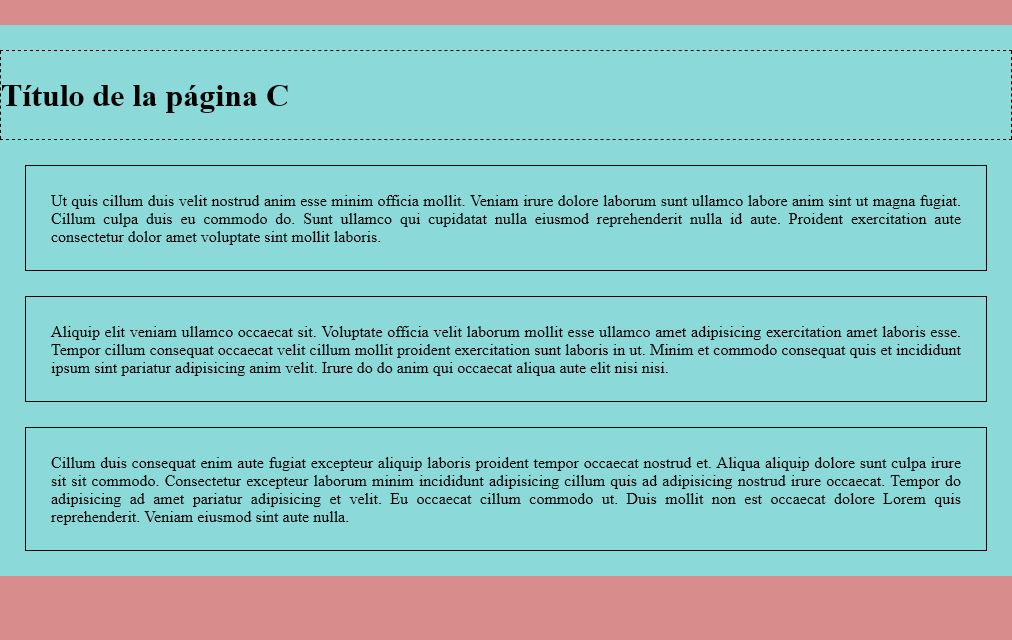 Título de la página C
Ut quis cillum duis velit nostrud anim esse minim officia mollit. Veniam irure dolore laborum sunt ullamco labore anim sint ut magna fugiat.
Cillum culpa duis eu commodo do. Sunt ullamco qui cupidatat nulla eiusmod reprehenderit nulla id aute. Proident exercitation aute
consectetur dolor amet voluptate sint mollit laboris.
Aliquip elit veniam ullamco occaecat sit. Voluptate officia velit laborum mollit esse ullamco amet adipisicing exercitation amet laboris esse.
Tempor cillum consequat occaecat velit cillum mollit proident exercitation sunt laboris in ut. Minim et commodo consequat quis et incididunt
ipsum sint pariatur adipisicing anim velit. Irure do do anim qui occaecat aliqua aute elit nisi nisi.
Cillum duis consequat enim aute fugiat excepteur aliquip laboris proident tempor occaecat nostrud et. Aliqua aliquip dolore sunt culpa irure
sit sit commodo. Consectetur excepteur laborum minim incididunt adipisicing cillum quis ad adipisicing nostrud irure occaecat. Tempor do
adipisicing ad amet pariatur adipisicing et velit. Eu occaecat cillum commodo ut. Duis mollit non est occaecat dolore Lorem quis
reprehenderit. Veniam eiusmod sint aute nulla.